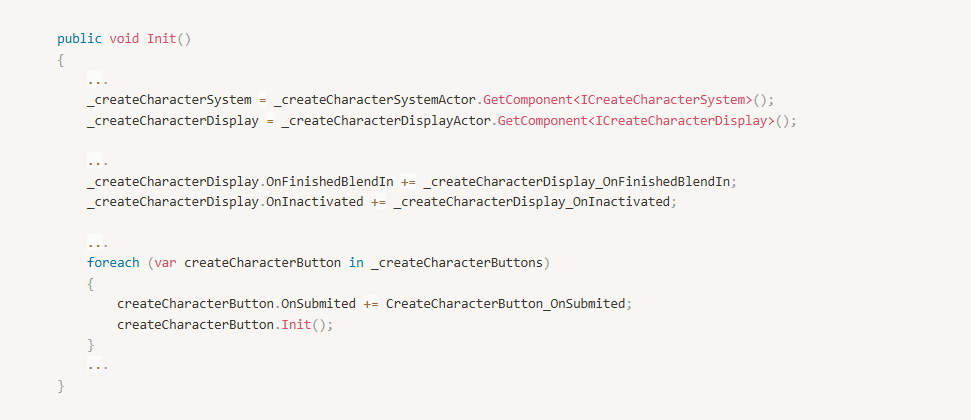 public void Init()
{
    ...
    _createCharacterSystem = _createCharacterSystemActor.GetComponent<ICreateCharacterSystem>();
    _createCharacterDisplay = _createCharacterDisplayActor.GetComponent<ICreateCharacterDisplay>();

    ...
    _createCharacterDisplay.OnFinishedBlendIn += _createCharacterDisplay_OnFinishedBlendIn;
    _createCharacterDisplay.OnInactivated += _createCharacterDisplay_OnInactivated;

    ...
    foreach (var createCharacterButton in _createCharacterButtons)
    {
        createCharacterButton.OnSubmited += CreateCharacterButton_OnSubmited;
        createCharacterButton.Init();
    }
    ...
}